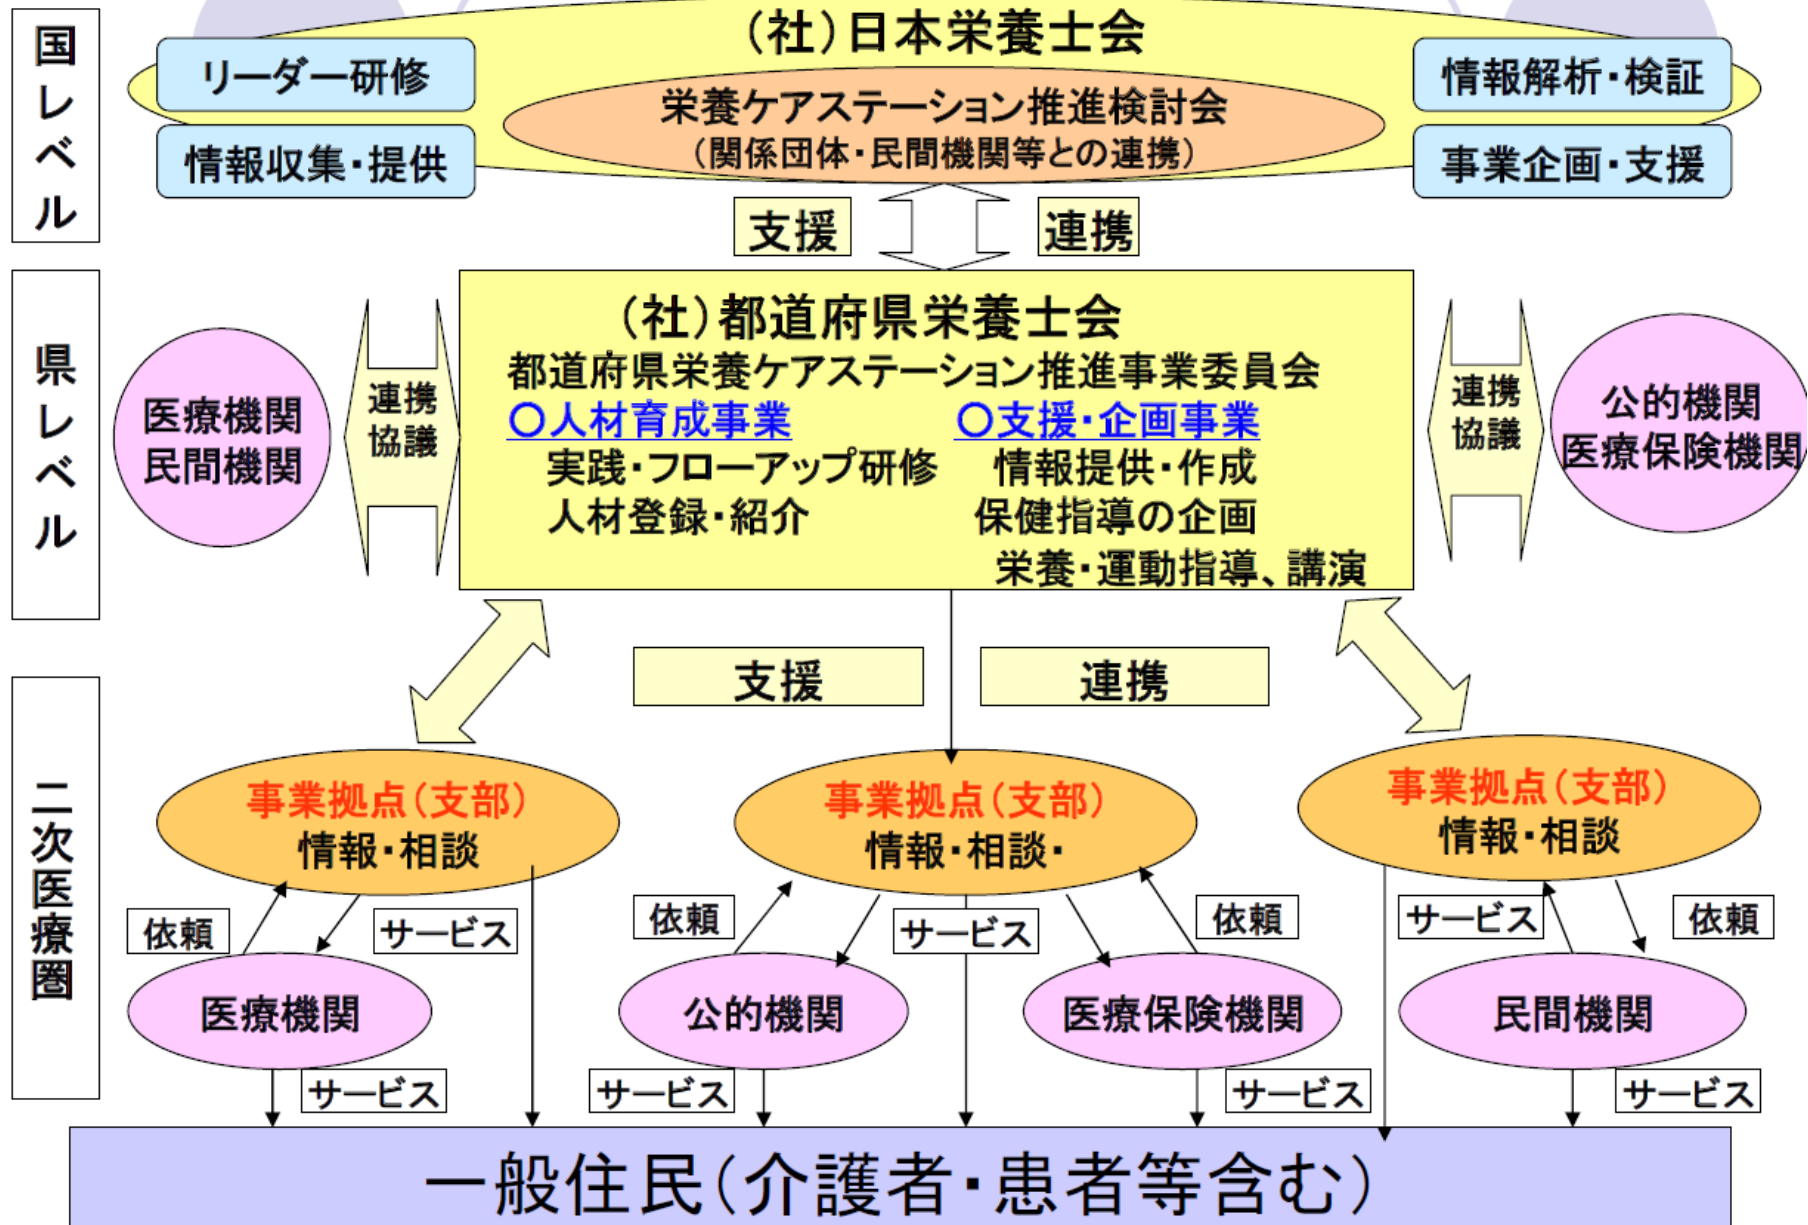 国レベル
(社)日本栄養士会
リーダー研修
情報収集・提供
栄養ケアステーション推進検討会
(関係団体・民間機関等との連携)
情報解析・検証
事業企画・支援
支援
連携
県レベル
医療機関
民間機関
連携
協議
(社)都道府県栄養士会
都道府県栄養ケアステーション推進事業委員会
〇人材育成事業 〇支援・企画事業
実践・フローアップ研修 情報提供・作成
人材登録・紹介 保健指導の企画
栄養・運動指導、講演
連携
協議
公的機関
医療保険機関
支援
連携
二次医療圏
事業拠点(支部)
情報・相談
事業拠点(支部)
情報・相談・
事業拠点(支部)
情報・相談
依頼
サービス
依頼
サービス
依頼
サービス
依頼
医療機関
公的機関
医療保険機関
民間機関
サービス
サービス
サービス
サービス
一般住民(介護者・患者等含む)